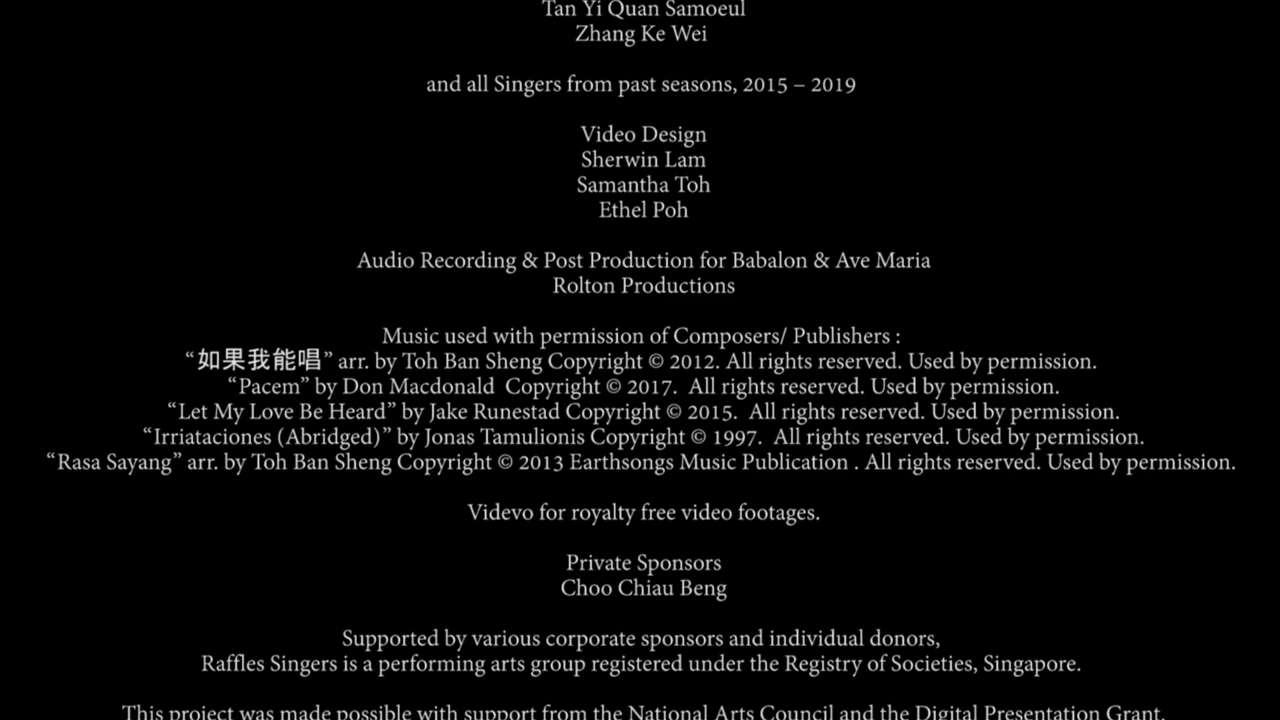 Tan Yi Quan Samoeul
Zhang Ke Wei
and all Singers from past seasons, 2015 – 2019
Video Design
Sherwin Lam
Samantha Toh
Ethel Poh
Audio Recording & Post Production for Babalon & Ave Maria
Rolton Productions
Music used with permission of Composers/ Publishers :
“如果我能唱” arr. by Toh Ban Sheng Copyright © 2012. All rights reserved. Used by permission.
“Pacem” by Don Macdonald  Copyright © 2017.  All rights reserved. Used by permission.
“Let My Love Be Heard” by Jake Runestad Copyright © 2015.  All rights reserved. Used by permission.
“Irriataciones (Abridged)” by Jonas Tamulionis Copyright © 1997.  All rights reserved. Used by permission.
“Rasa Sayang” arr. by Toh Ban Sheng Copyright © 2013 Earthsongs Music Publication . All rights reserved. Used by permission.
Videvo for royalty free video footages.
Private Sponsors
Choo Chiau Beng
Supported by various corporate sponsors and individual donors,
Raffles Singers is a performing arts group registered under the Registry of Societies, Singapore.
This project was made possible with support from the National Arts Council and the Digital Presentation Grant.